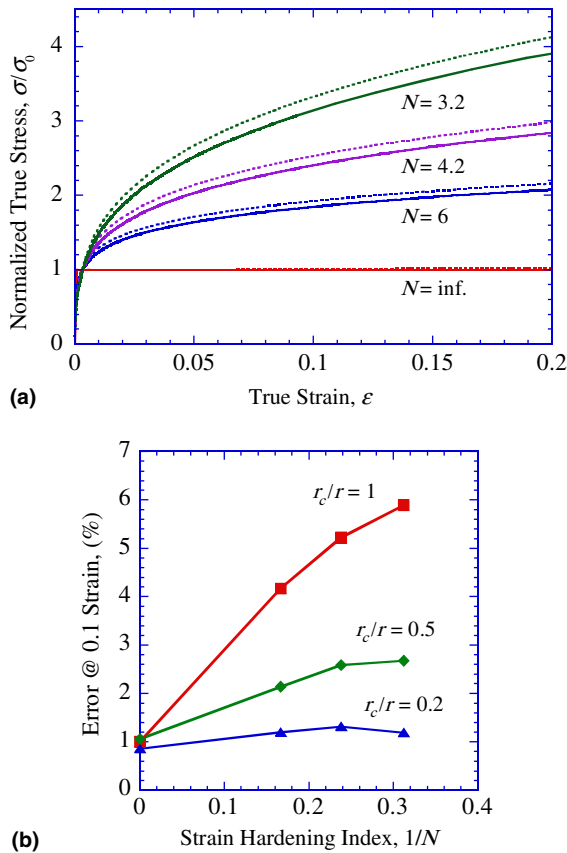 4
3
2
1
0
Normalized True Stress, σ/σ0
N = 3.2
N = 4.2
N = 6
N = inf.
0
0.05
0.1
0.15
0.2
(a)
True Strain, ε
7
6
5
4
3
2
1
0
Error @ 0.1 Strain, (%)
rc/r = 1
rc/r = 0.5
rc/r = 0.2
0
0.1
0.2
0.3
0.4
(b)
Strain Hardening Index, 1/N